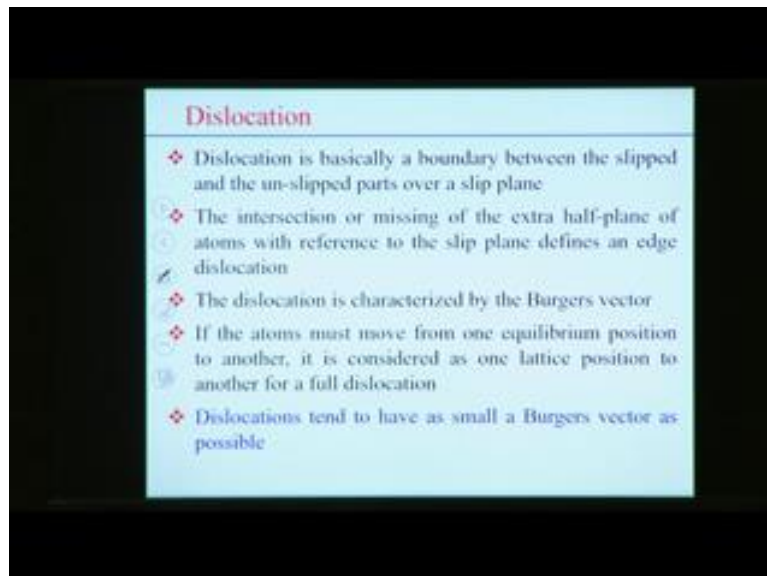 Dislocation
❖ Dislocation is basically a boundary between the slipped
and the un-slipped parts over a slip plane
❖ The intersection or missing of the extra half-plane of
atoms with reference to the slip plane defines an edge
dislocation
❖ The dislocation is characterized by the Burgers vector
❖ If the atoms must move from one equilibrium position
to another, it is considered as one lattice position to
another for a full dislocation
❖ Dislocations tend to have as small a Burgers vector as
possible